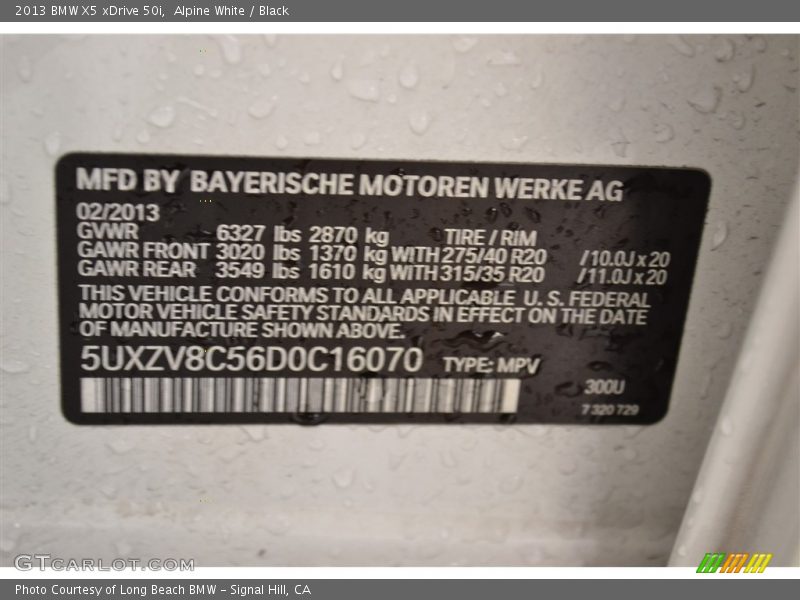 2013 BMW X5 xDrive 50i,  Alpine White / Black
MFD BY BAYERISCHE MOTOREN WERKE AG
02/2013
GVWR 6327 lbs 2870 kg TIRE / RIM
GAWR FRONT 3020 lbs 1370 kg WITH 275/40 R20 /10.0J x 20
GAWR REAR 3549 lbs 1610 kg WITH 315/35 R20 /11.0J x 20
THIS VEHICLE CONFORMS TO ALL APPLICABLE U. S. FEDERAL
MOTOR VEHICLE SAFETY STANDARDS IN EFFECT ON THE DATE
OF MANUFACTURE SHOWN ABOVE.
5UXZV8C56D0C16070 TYPE: MPV
300U
7 320 729
GTCARLOT.COM
Photo Courtesy of Long Beach BMW - Signal Hill, CA